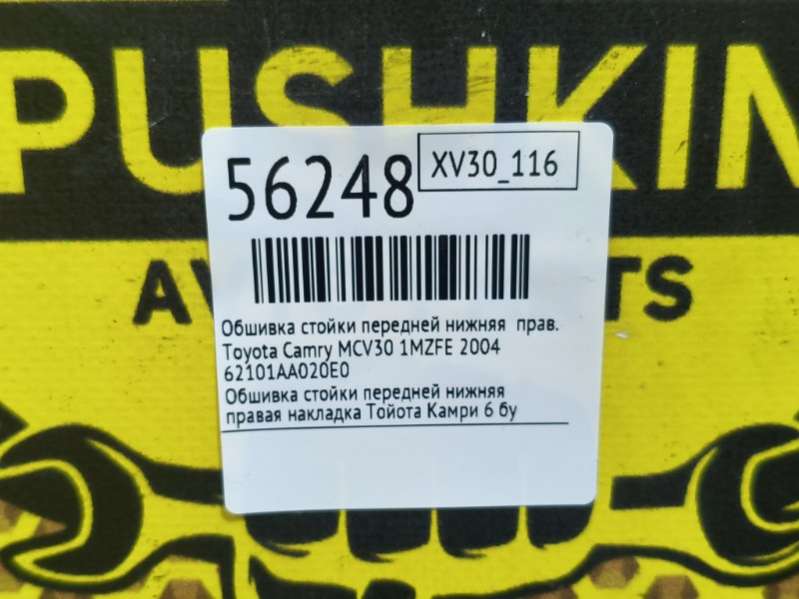 PUSHKIN
56248
XV30_116
Обшивка стойки передней нижняя прав.
Toyota Camry MCV30 1MZFE 2004
62101AA020E0
Обшивка стойки передней нижняя
правая накладка Тойота Камри 6 бу